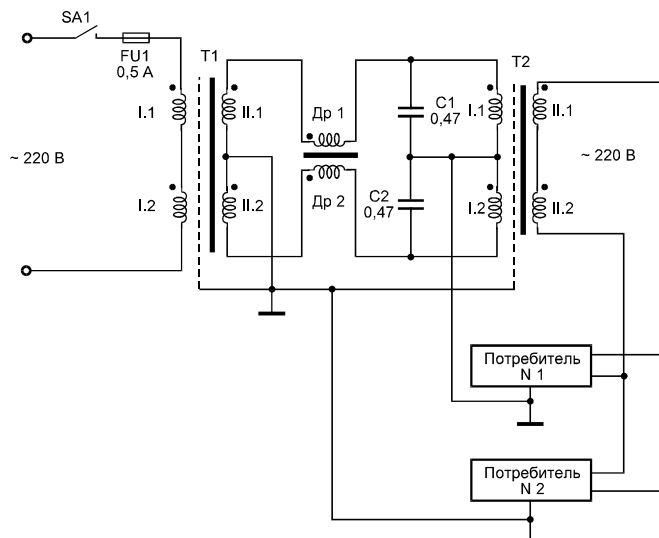 SA1
FU1
0,5 А
T1
T2
I.1
II.1
Др 1
C1
0,47
I.1
II.1
~ 220 В
~ 220 В
I.2
II.2
Др 2
C2
0,47
I.2
II.2
Потребитель
N 1
Потребитель
N 2